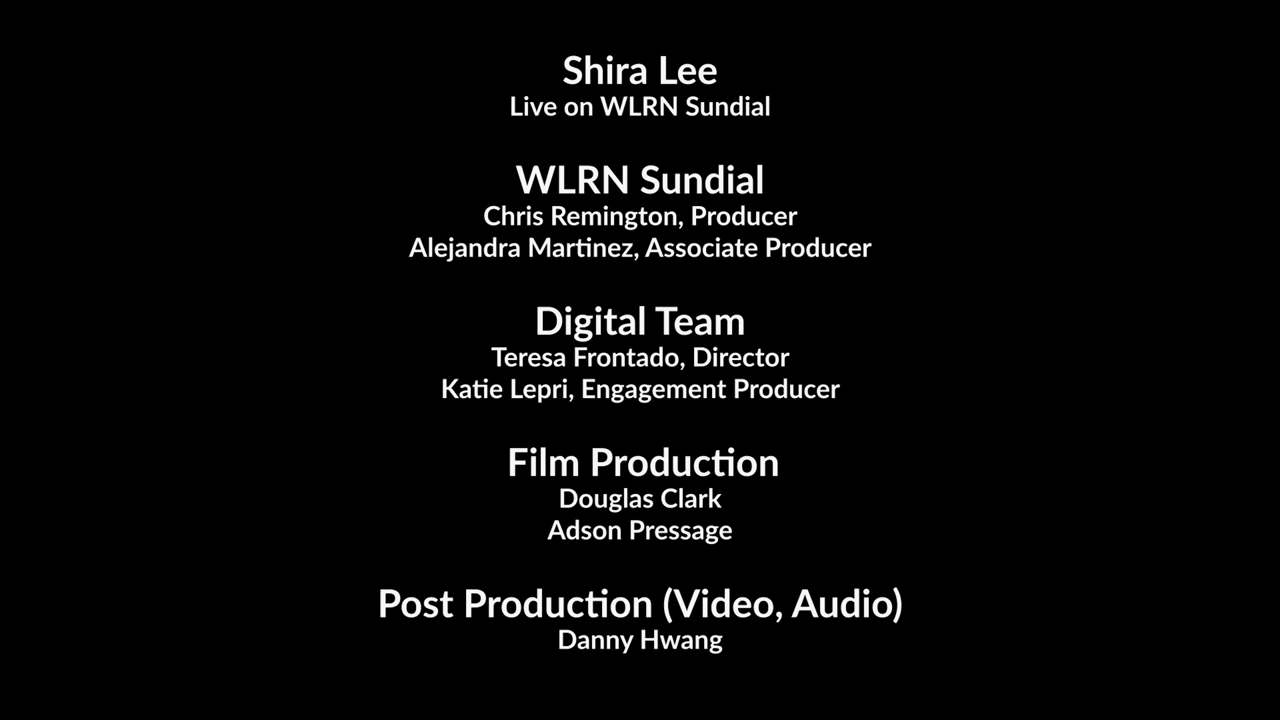 Shira Lee
Live on WLRN Sundial
WLRN Sundial
Chris Remington, Producer
Alejandra Martinez, Associate Producer
Digital Team
Teresa Frontado, Director
Katie Lepri, Engagement Producer
Film Production
Douglas Clark
Adson Pressage
Post Production (Video, Audio)
Danny Hwang